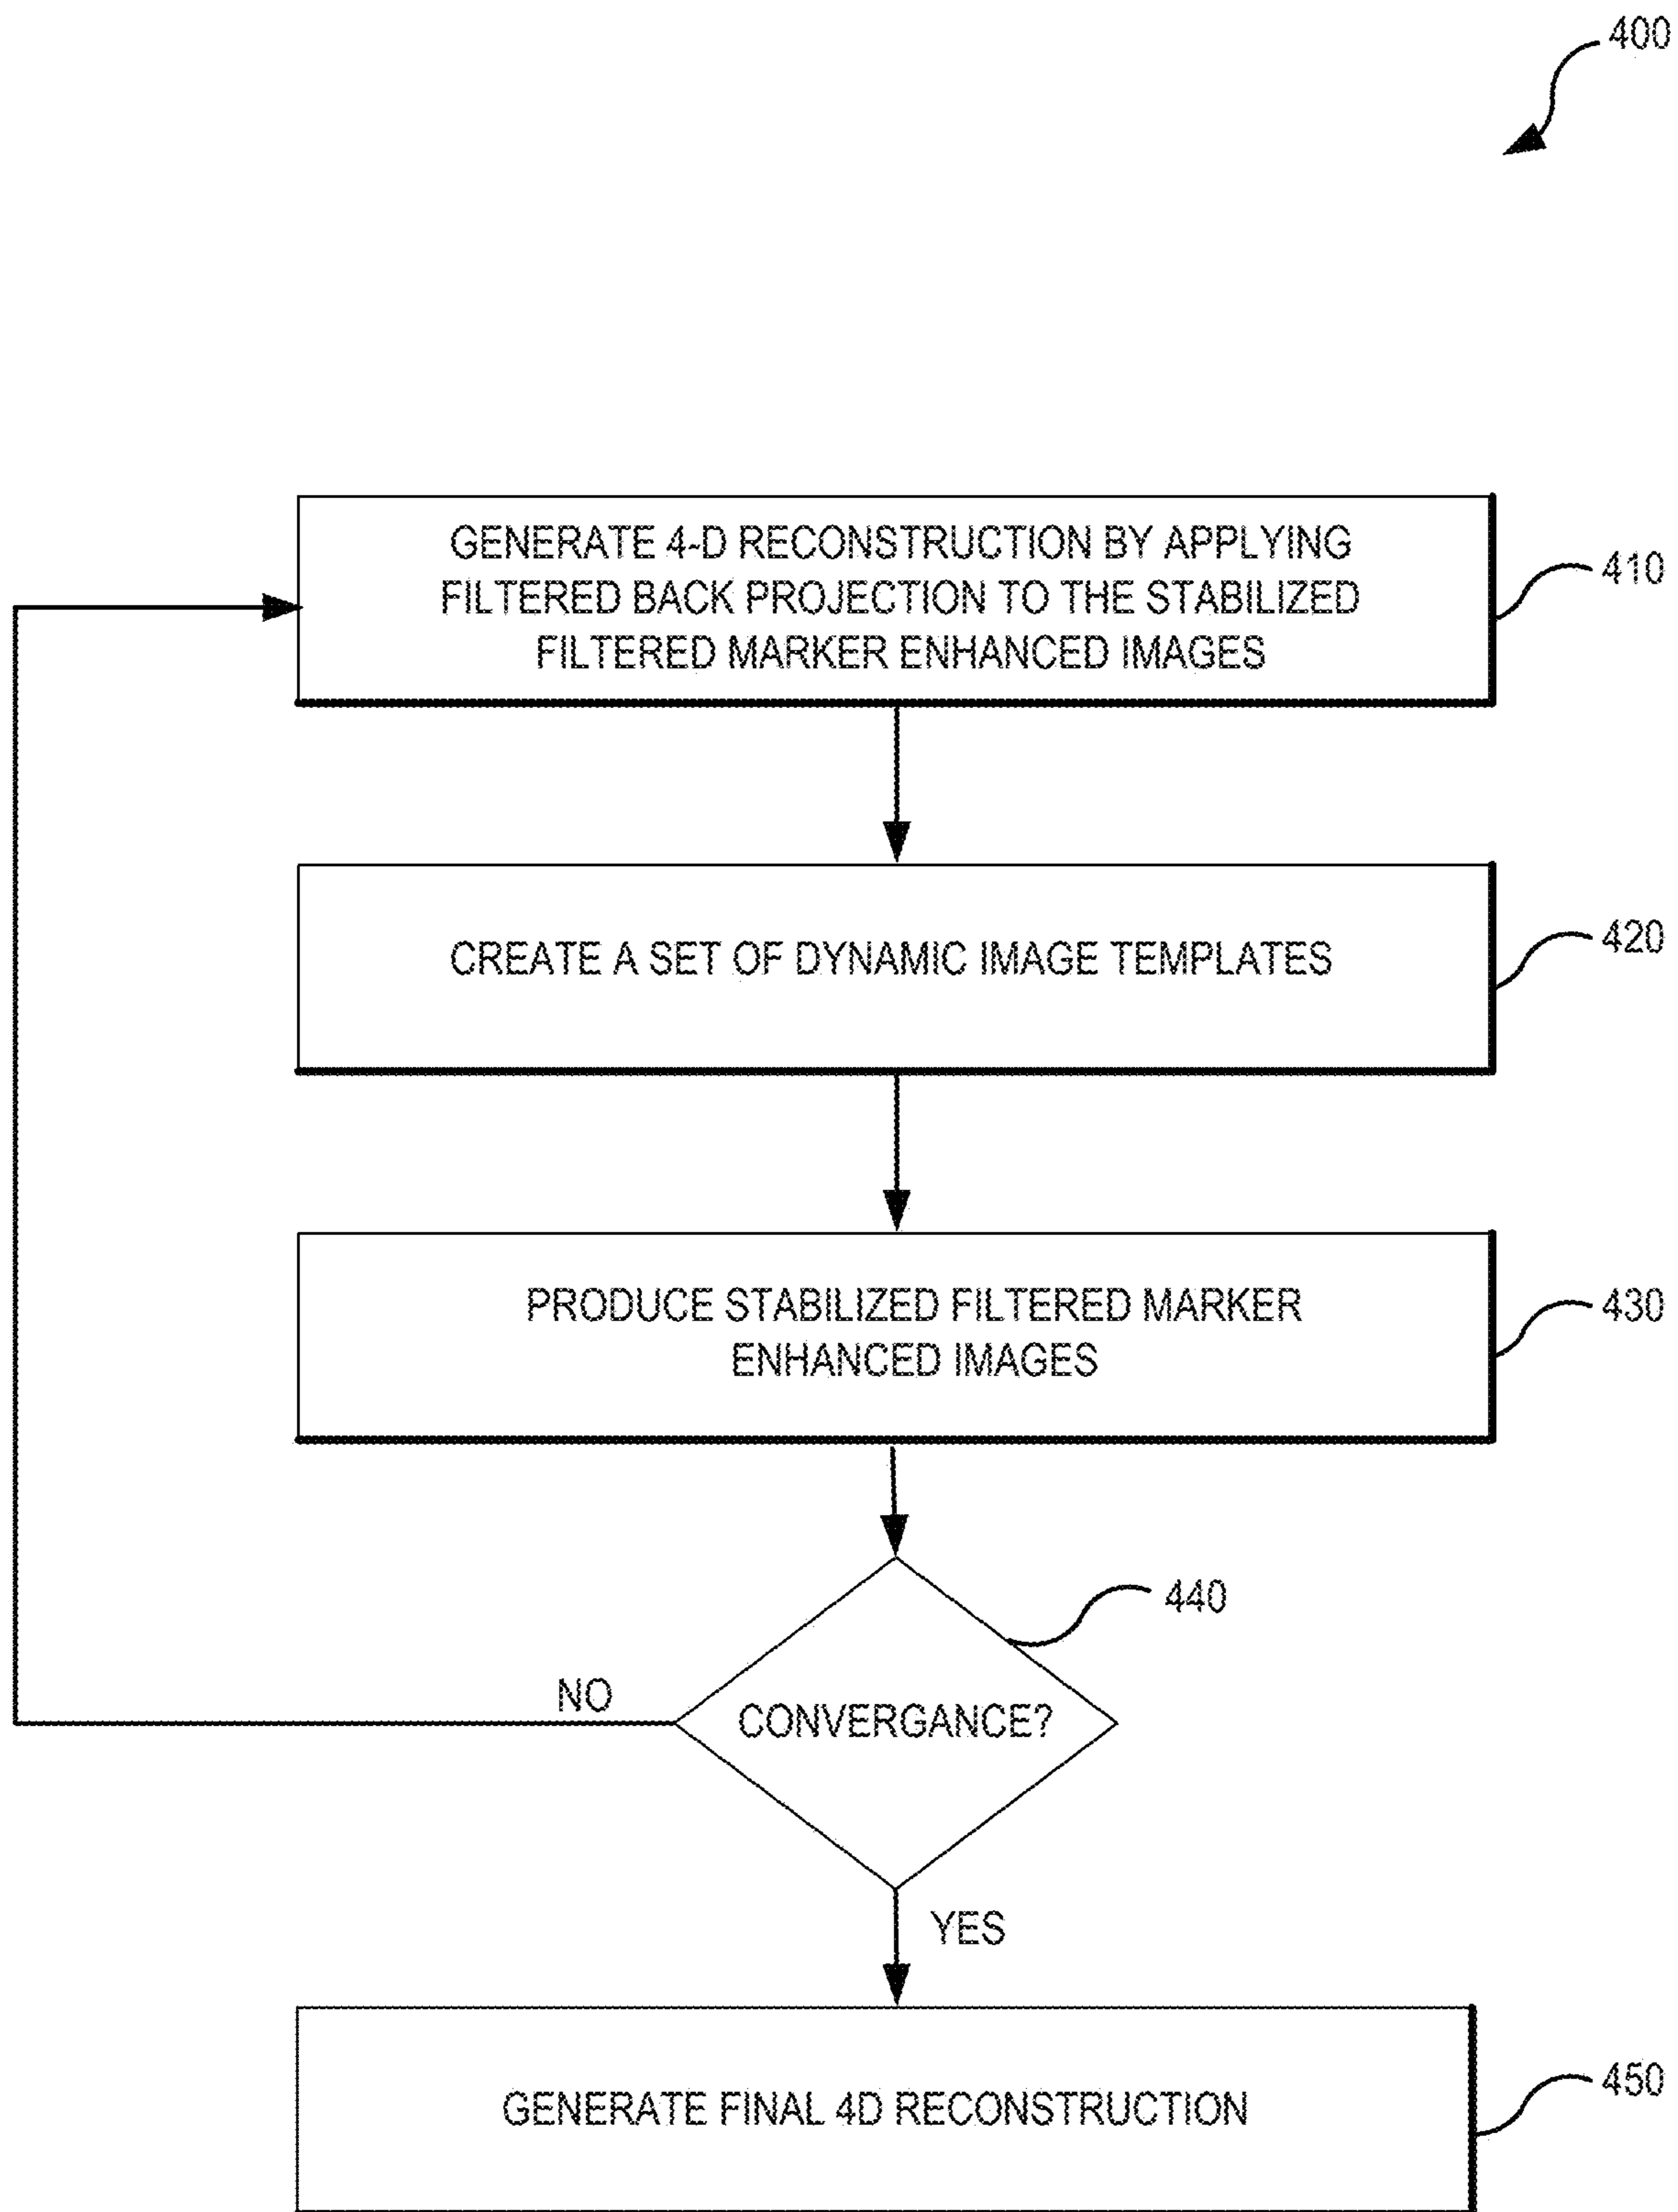 400
GENERATE 4-D RECONSTRUCTION BY APPLYING
FILTERED BACK PROJECTION TO THE STABILIZED
FILTERED MARKER ENHANCED IMAGES
410
CREATE A SET OF DYNAMIC IMAGE TEMPLATES
420
PRODUCE STABILIZED FILTERED MARKER
ENHANCED IMAGES
430
440
NO
CONVERGANCE?
YES
GENERATE FINAL 4D RECONSTRUCTION
450